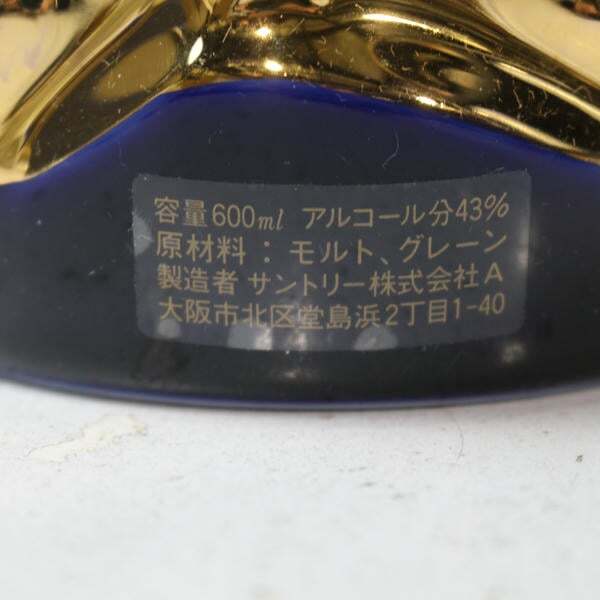 容量600ml アルコール分43%
原材料：モルト、グレーン
製造者 サントリー株式会社A
大阪市北区堂島浜2丁目1-40